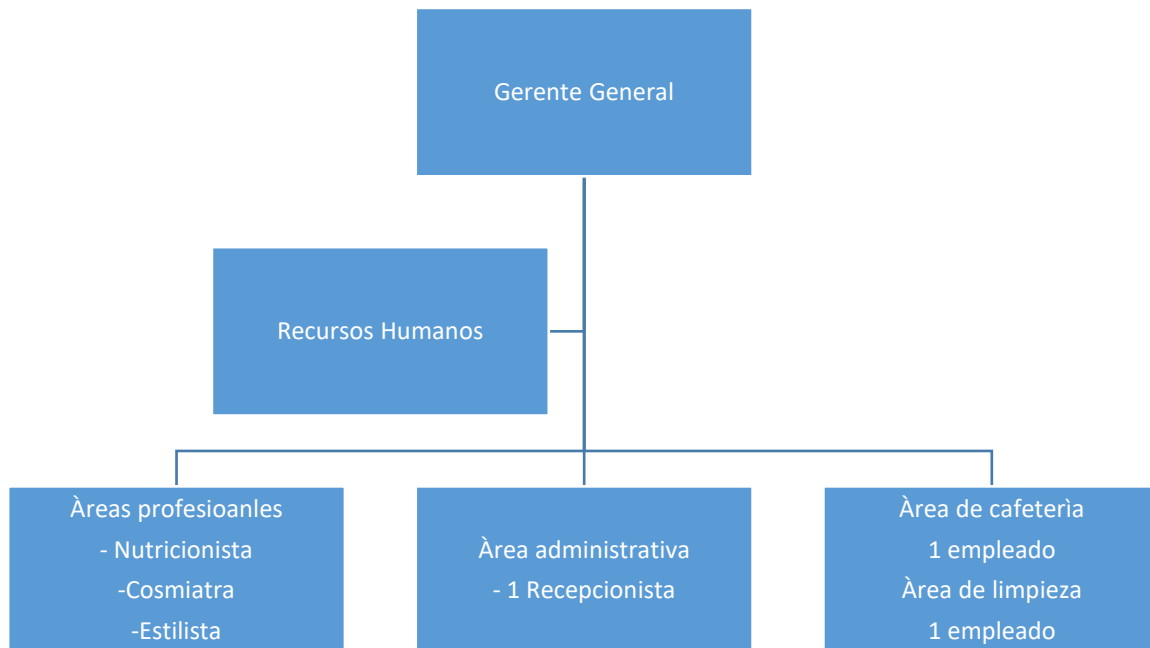 Gerente General
Recursos Humanos
Àreas profesioanles
- Nutricionista
-Cosmiatra
-Estilista
Àrea administrativa
- 1 Recepcionista
Àrea de cafeterìa
1 empleado
Àrea de limpieza
1 empleado